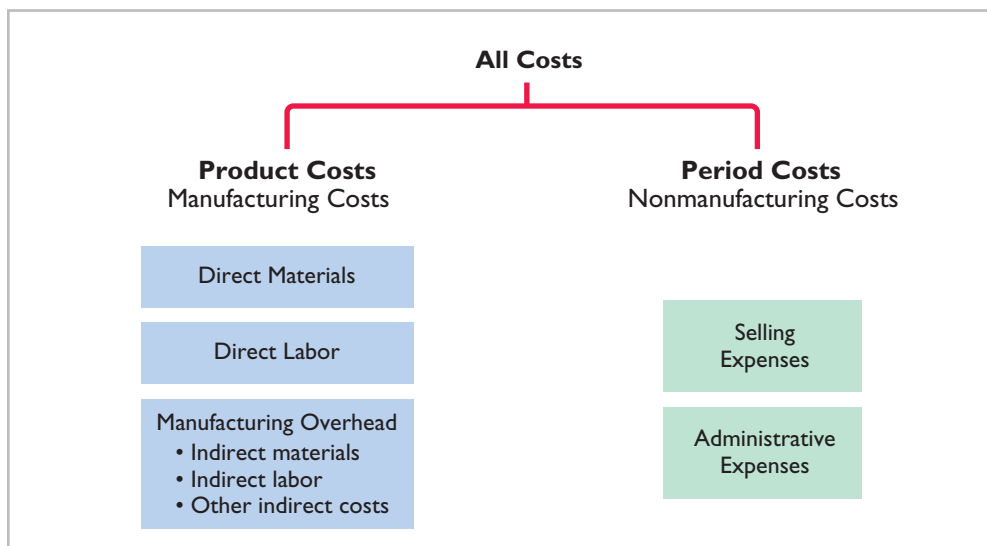 All Costs
Product Costs
Manufacturing Costs
Direct Materials
Direct Labor
Manufacturing Overhead
• Indirect materials
• Indirect labor
• Other indirect costs
Period Costs
Nonmanufacturing Costs
Selling
Expenses
Administrative
Expenses